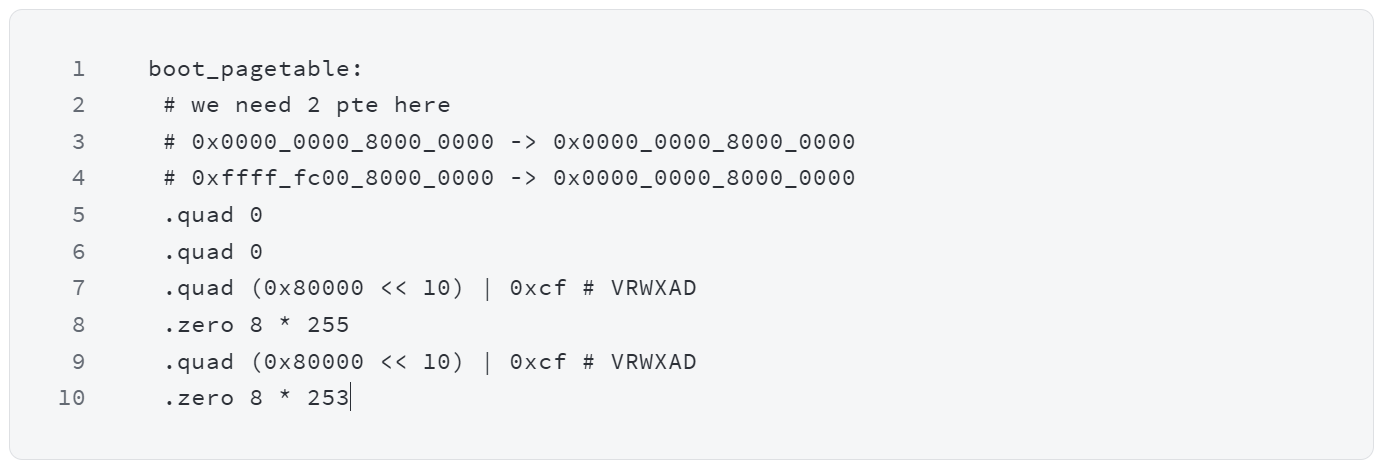 1 boot_pagetable:
2 # we need 2 pte here
3 # 0x0000_0000_8000_0000 -> 0x0000_0000_8000_0000
4 # 0xffff_fc00_8000_0000 -> 0x0000_0000_8000_0000
5 .quad 0
6 .quad 0
7 .quad (0x80000 << 10) | 0xcf # VRWXAD
8 .zero 8 * 255
9 .quad (0x80000 << 10) | 0xcf # VRWXAD
10 .zero 8 * 253